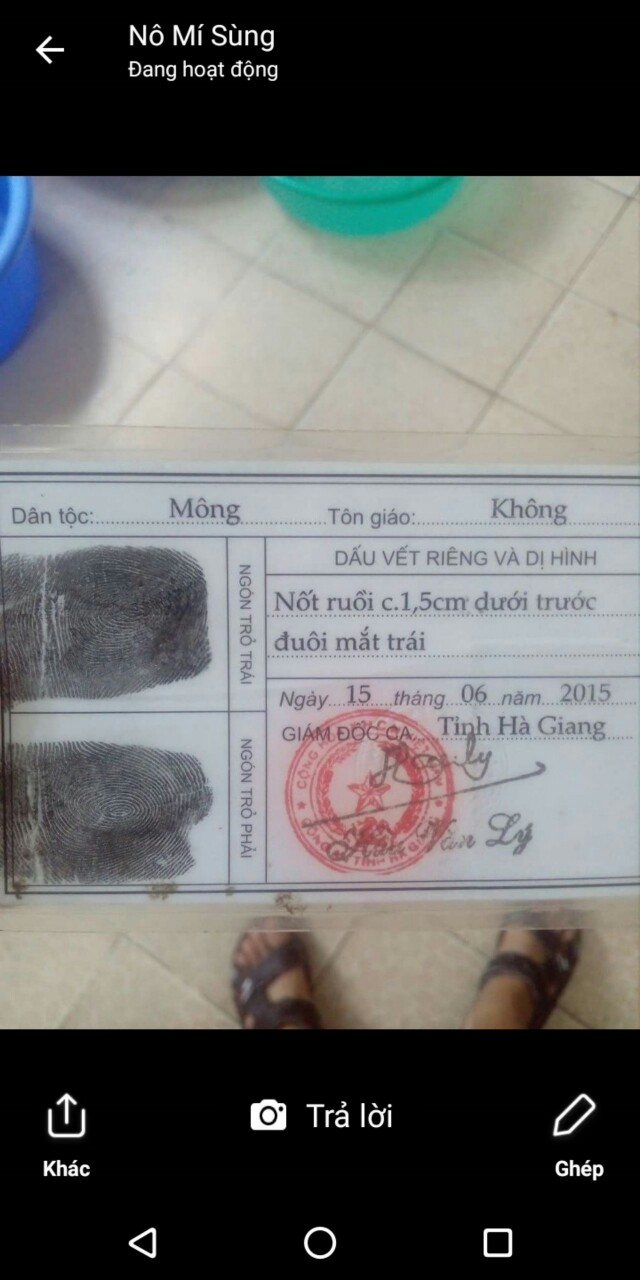 Nô Mí Sùng
Đang hoạt động
Dân tộc: Mông Tôn giáo: Không
DẤU VẾT RIÊNG VÀ DỊ HÌNH
NGÓN TRỎ TRÁI
Nốt ruồi c.1,5cm dưới trước
đuôi mắt trái
Ngày 15 tháng 06 năm 2015
GIÁM ĐỐC CA Tỉnh Hà Giang
NGÓN TRỎ PHẢI
Văn Lý
Trả lời
Khác
Ghép